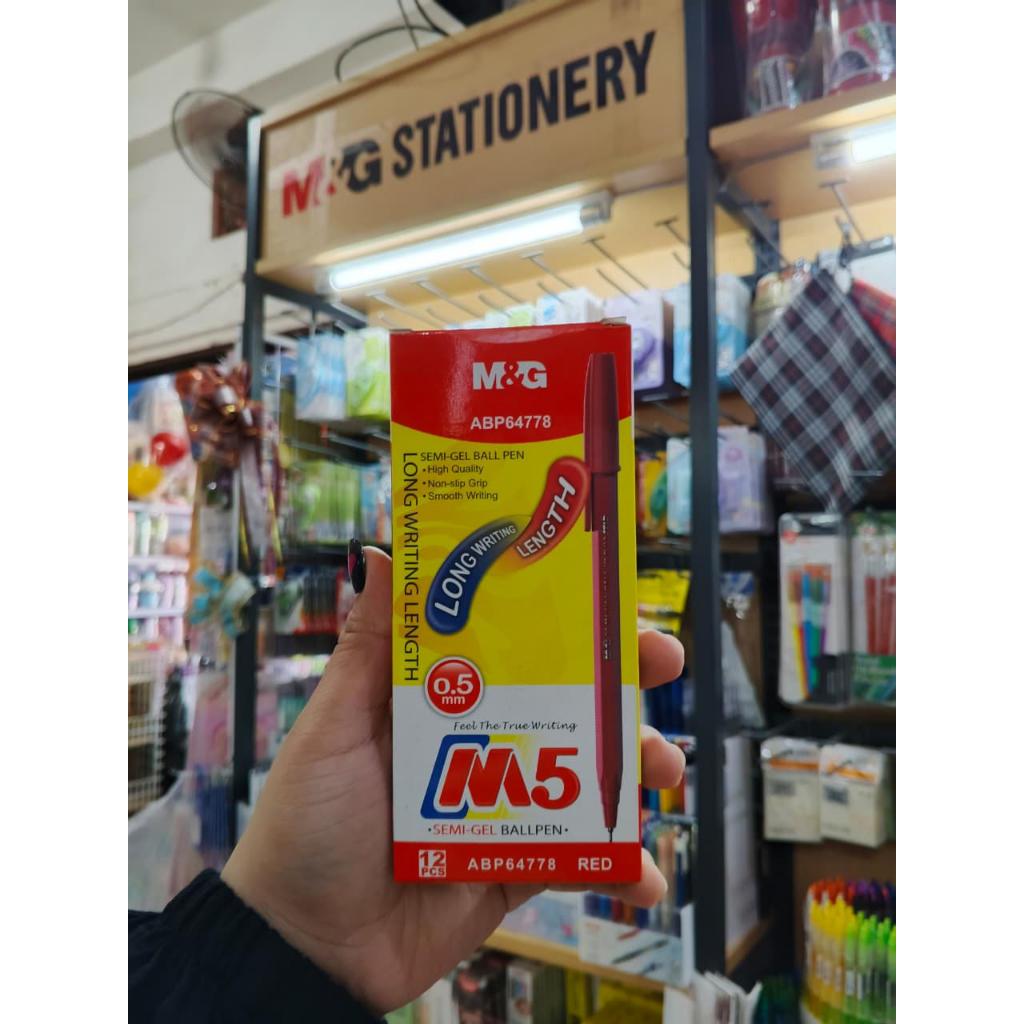 M&G STATIONERY
M&G
ABP64778
SEMI-GEL BALL PEN
• High Quality
• Non-slip Grip
• Smooth Writing
LONG WRITING LENGTH
LONG WRITING
LENGTH
0.5
mm
Feel The True Writing
M5
• SEMI-GEL BALLPEN •
12
PCS
ABP64778 RED